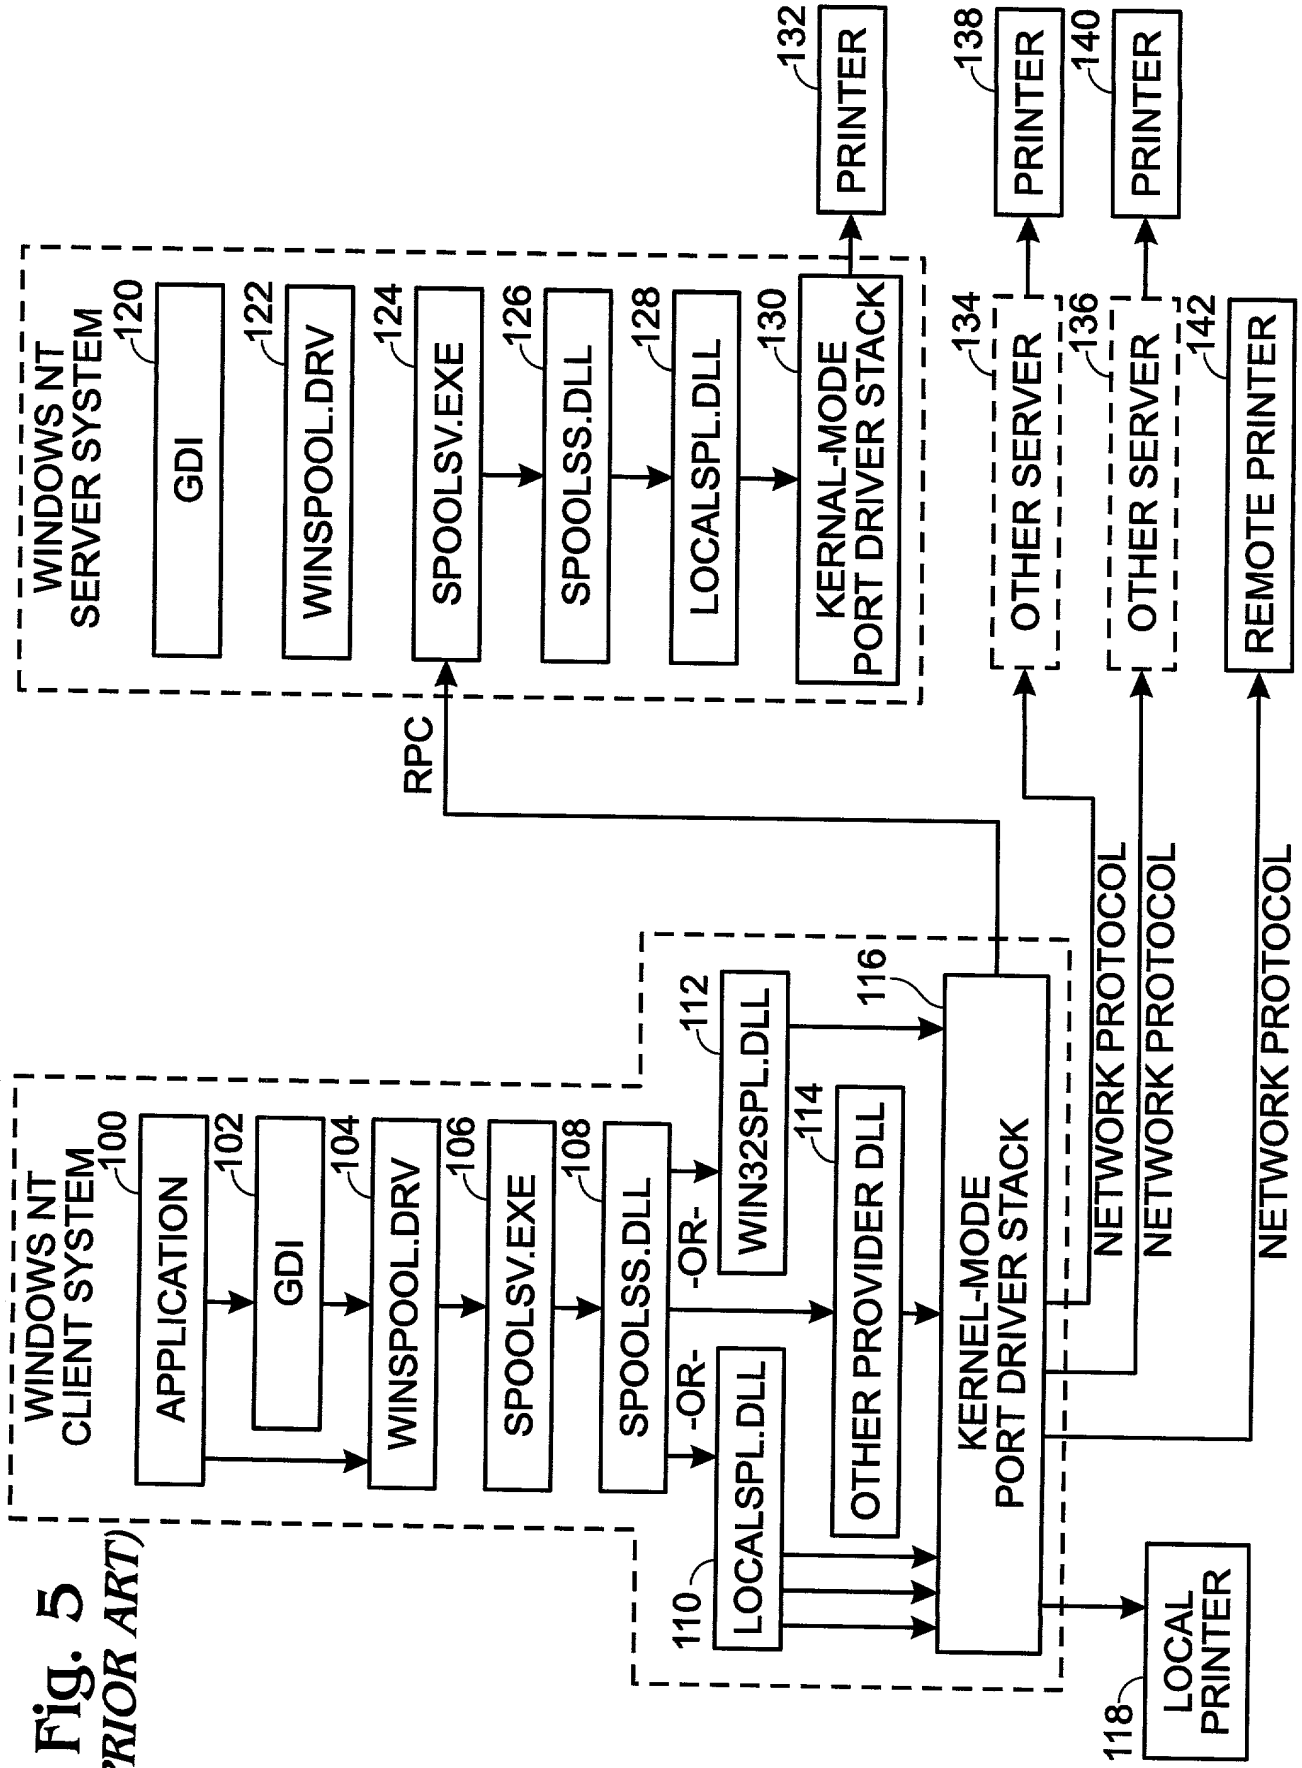 Fig. 5
PRIOR ART)
WINDOWS NT
CLIENT SYSTEM
100
APPLICATION
102
GDI
104
WINSPOOL.DRV
106
SPOOLSV.EXE
108
SPOOLSS.DLL
-OR-
-OR-
110
LOCALSPL.DLL
112
WIN32SPL.DLL
114
OTHER PROVIDER DLL
116
KERNEL-MODE
PORT DRIVER STACK
118
LOCAL
PRINTER
RPC
NETWORK PROTOCOL
NETWORK PROTOCOL
NETWORK PROTOCOL
WINDOWS NT
SERVER SYSTEM
120
GDI
122
WINSPOOL.DRV
124
SPOOLSV.EXE
126
SPOOLSS.DLL
128
LOCALSPL.DLL
130
KERNAL-MODE
PORT DRIVER STACK
132
PRINTER
134
OTHER SERVER
138
PRINTER
136
OTHER SERVER
140
PRINTER
142
REMOTE PRINTER